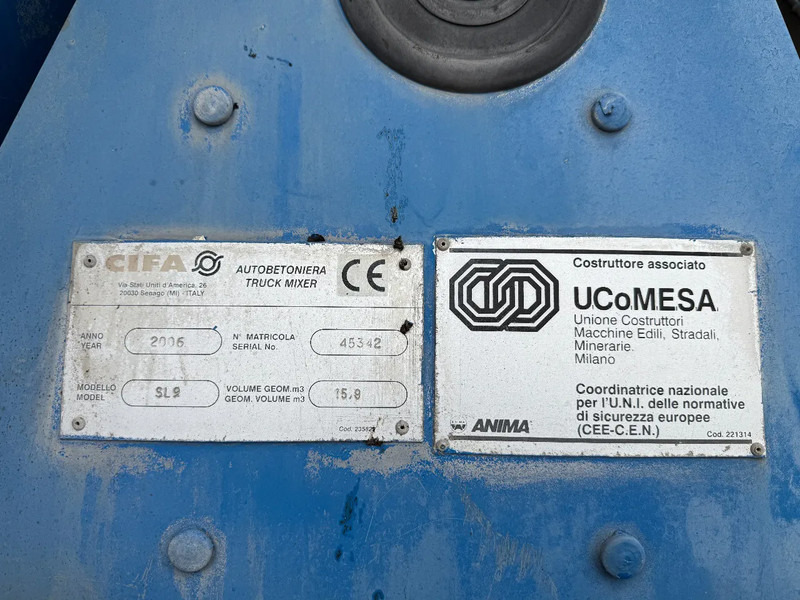 CIFA
Via Stati Uniti d'America, 26
20030 Senago (MI) - ITALY
AUTOBETONIERA
TRUCK MIXER
CE
ANNO
YEAR
2006
N° MATRICOLA
SERIAL No.
45342
MODELLO
MODEL
SL9
VOLUME GEOM.m3
GEOM. VOLUME m3
15,8
Costruttore associato
UCoMESA
Unione Costruttori
Macchine Edili, Stradali,
Minerarie.
Milano
Coordinatrice nazionale
per l'U.N.I. delle normative
di sicurezza europee
(CEE-C.E.N.)
ANIMA
Cod. 221314